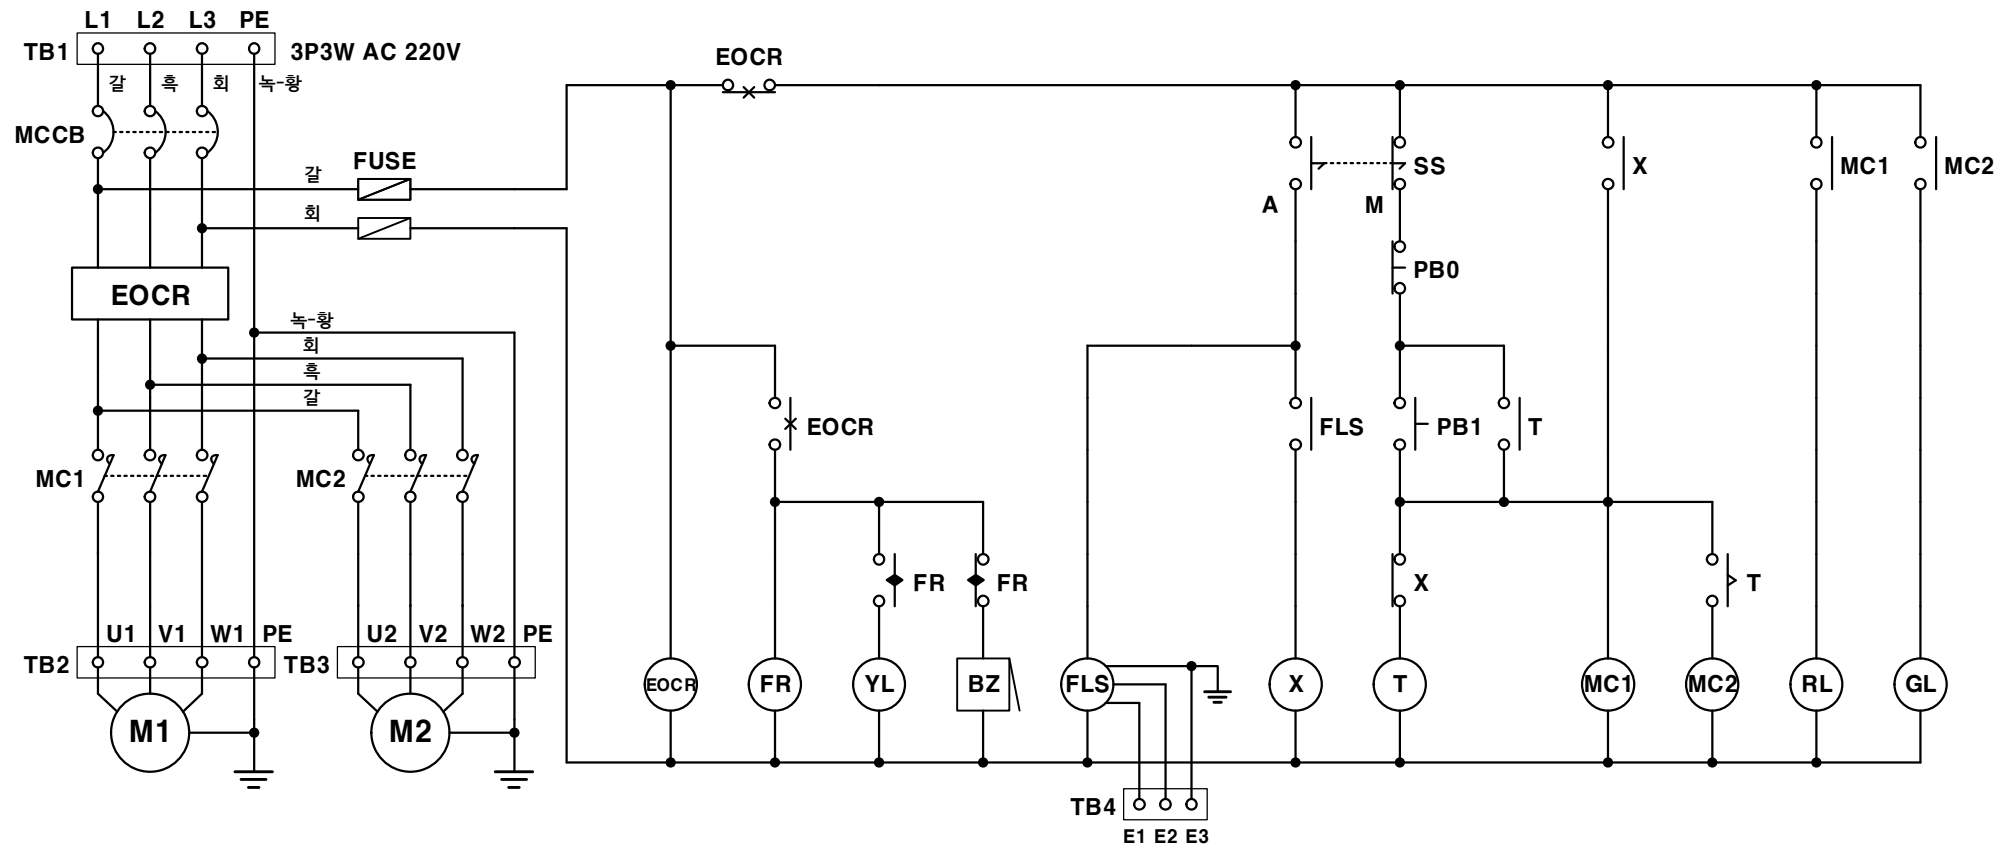 L1 L2 L3 PE
TB1 3P3W AC 220V
갈 흑 회 녹-황
MCCB
갈 FUSE
회
EOCR
녹-황
회
흑
갈
MC1 MC2
U1 V1 W1 PE U2 V2 W2 PE
TB2 TB3
M1 M2
EOCR
SS X MC1 MC2
A M
PB0
EOCR FLS PB1 T
FR FR X T
EOCR FR YL BZ FLS X T MC1 MC2 RL GL
TB4
E1 E2 E3